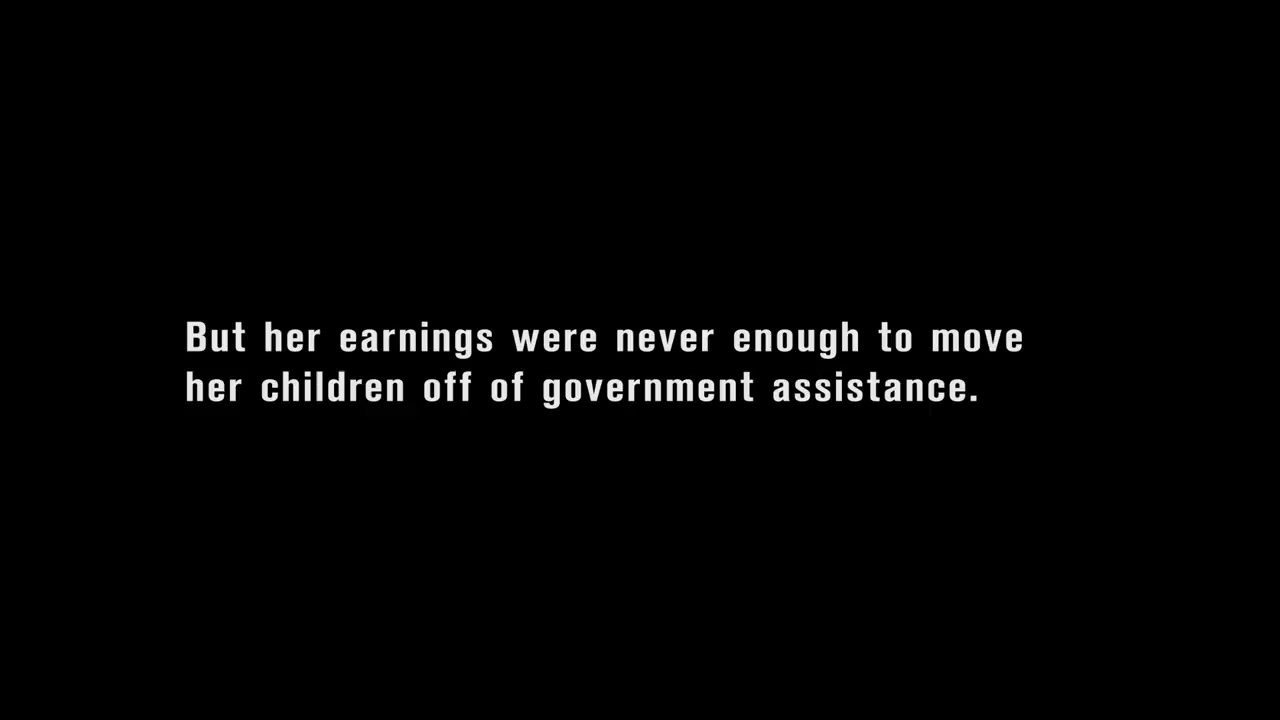 But her earnings were never enough to move
her children off of government assistance.